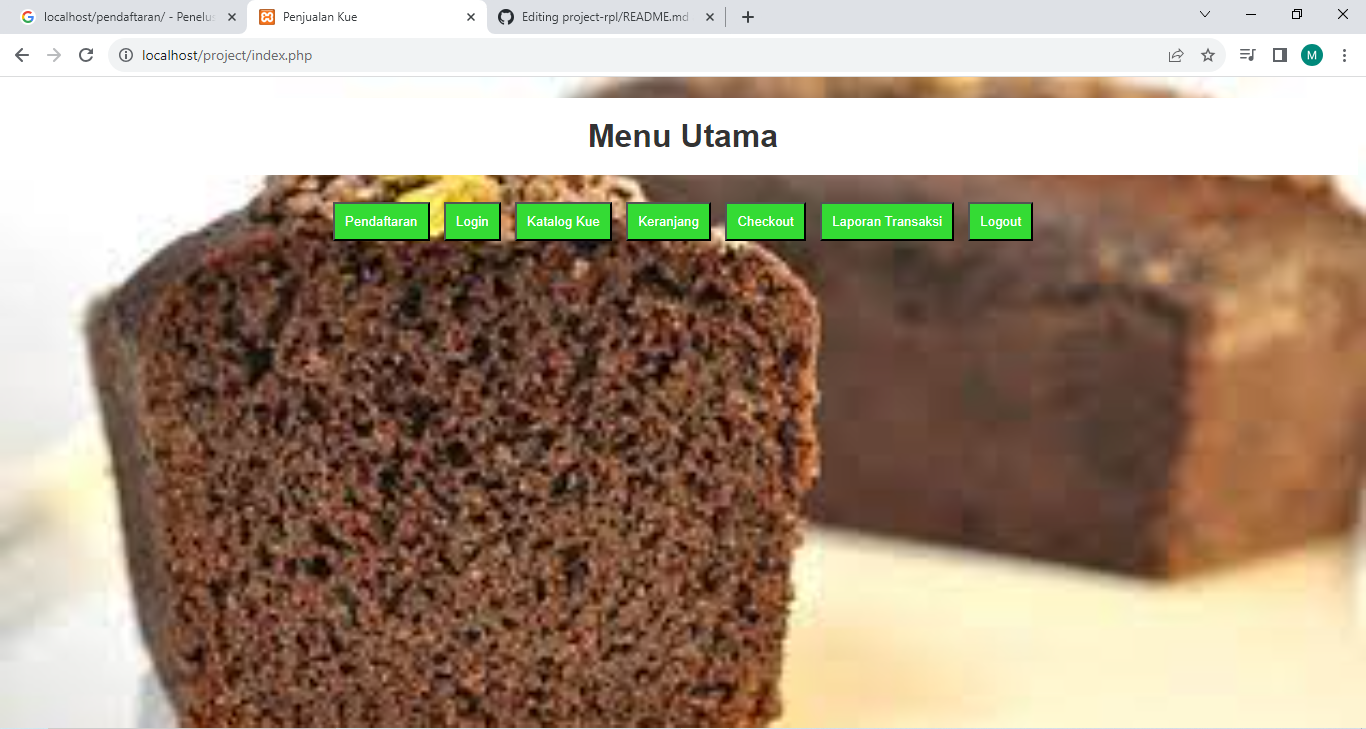 localhost/pendaftaran/ - Penelus
Penjualan Kue
Editing project-rpl/README.md
localhost/project/index.php
M
Menu Utama
Pendaftaran
Login
Katalog Kue
Keranjang
Checkout
Laporan Transaksi
Logout